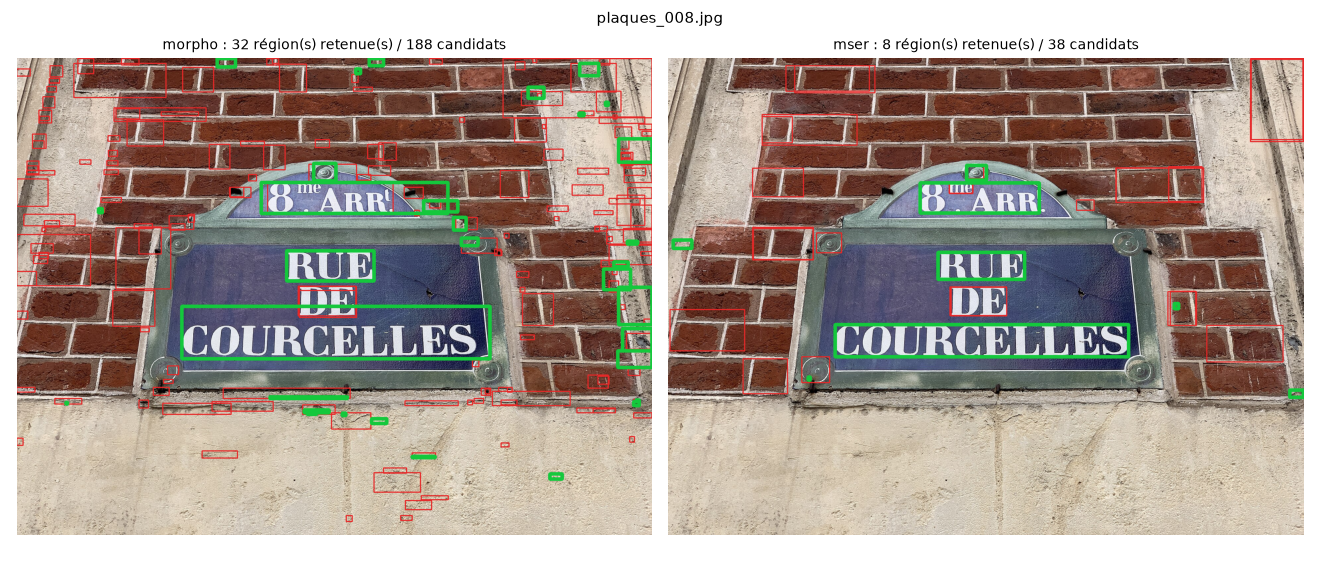 plaques_008.jpg
morpho : 32 région(s) retenue(s) / 188 candidats
8me. ARRt.
RUE
DE
COURCELLES
mser : 8 région(s) retenue(s) / 38 candidats
8me. ARRt.
RUE
DE
COURCELLES